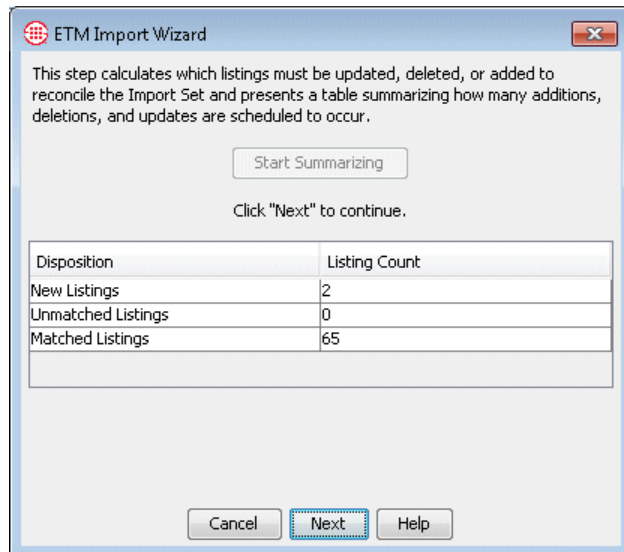 ETM Import Wizard
This step calculates which listings must be updated, deleted, or added to
reconcile the Import Set and presents a table summarizing how many additions,
deletions, and updates are scheduled to occur.
Start Summarizing
Click "Next" to continue.
Disposition Listing Count
New Listings 2
Unmatched Listings 0
Matched Listings 65
Cancel Next Help